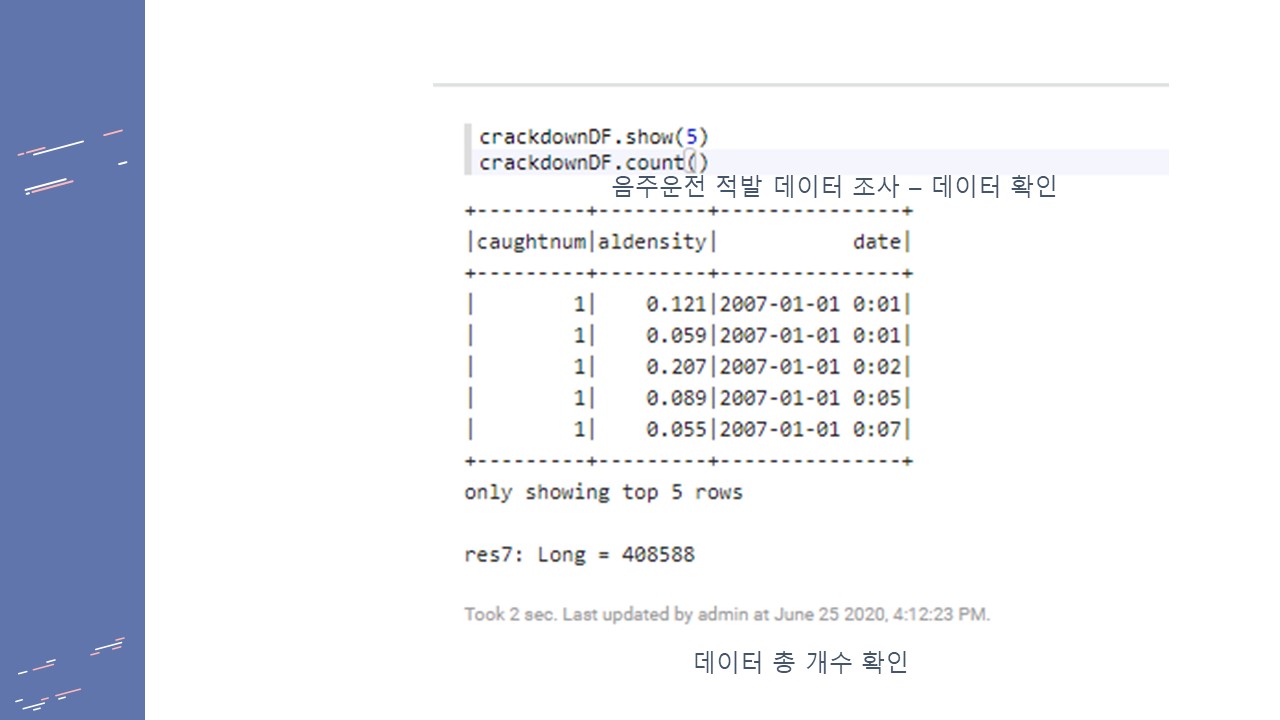 crackdownDF.show(5)
crackdownDF.count()
음주운전 적발 데이터 조사 – 데이터 확인
+---------+---------+---------------+
|caughtnum|aldensity|           date|
+---------+---------+---------------+
|        1|    0.121|2007-01-01 0:01|
|        1|    0.059|2007-01-01 0:01|
|        1|    0.207|2007-01-01 0:02|
|        1|    0.089|2007-01-01 0:05|
|        1|    0.055|2007-01-01 0:07|
+---------+---------+---------------+
only showing top 5 rows
res7: Long = 408588
Took 2 sec. Last updated by admin at June 25 2020, 4:12:23 PM.
데이터 총 개수 확인